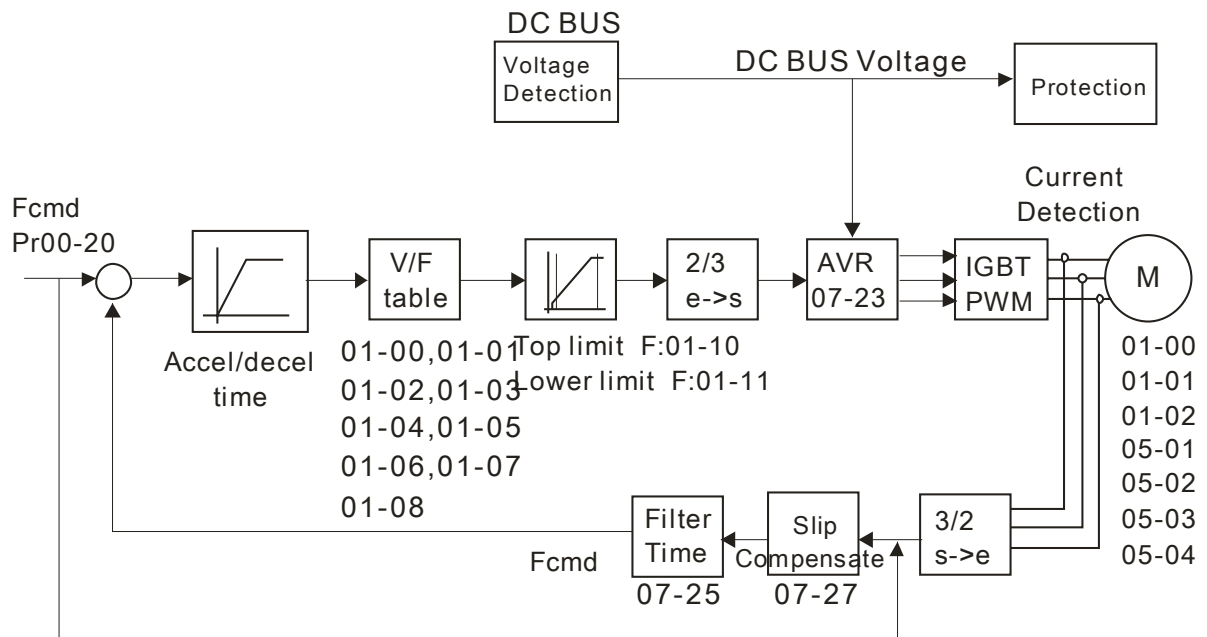 DC BUS
Voltage
Detection
DC BUS Voltage
Protection
Current
Detection
Fcmd
Pr00-20
V/F
table
2/3
e->s
AVR
07-23
IGBT
PWM
M
Accel/decel
time
01-00,01-01
01-02,01-03
01-04,01-05
01-06,01-07
01-08
Top limit F:01-10
Lower limit F:01-11
01-00
01-01
01-02
05-01
05-02
05-03
05-04
Fcmd
Filter
Time
07-25
Slip
Compensate
07-27
3/2
s->e